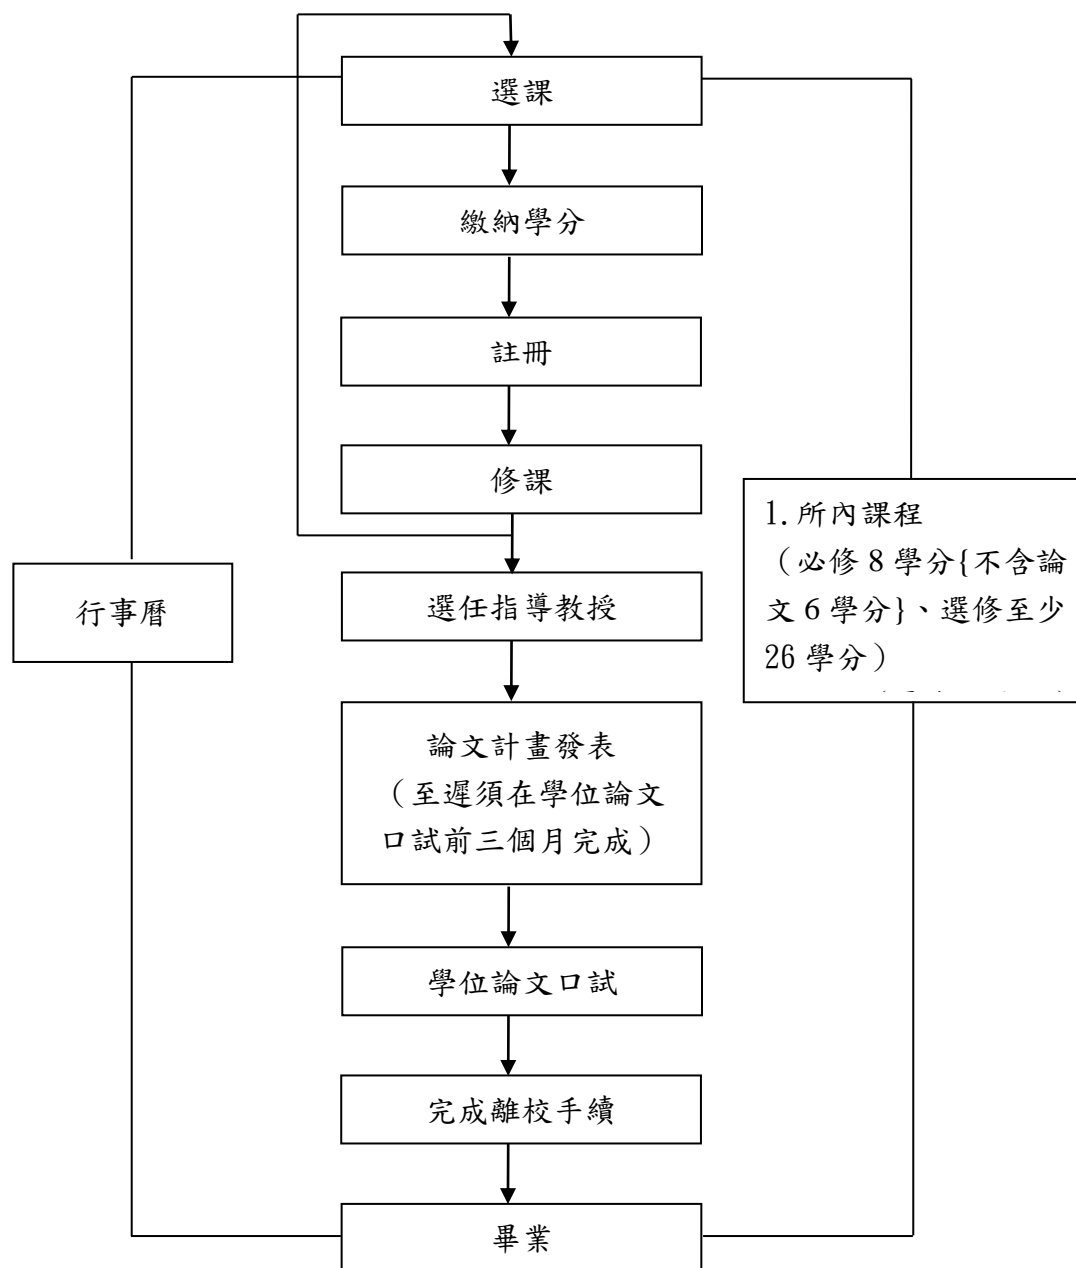 選課
繳納學分
註冊
修課
1.所內課程
（必修 8 學分{不含論
文 6 學分}、選修至少
26 學分）
行事曆
選任指導教授
論文計畫發表
（至遲須在學位論文
口試前三個月完成）
學位論文口試
完成離校手續
畢業